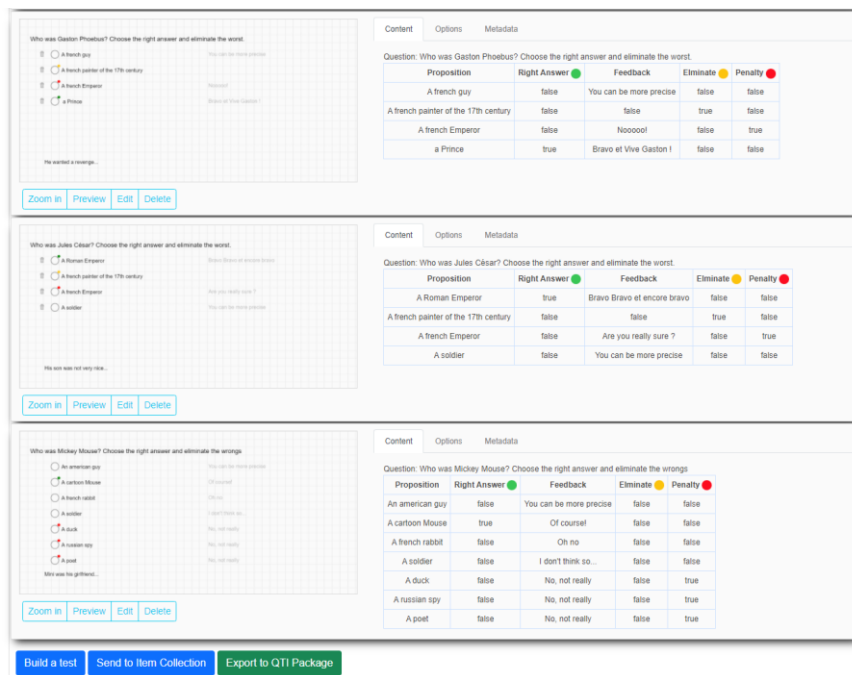 Who was Gaston Phoebus? Choose the right answer and eliminate the worst.
A french guy You can be more precise
A french painter of the 17th century
A french Emperor Nooooo!
a Prince Bravo et Vive Gaston !
He wanted a revenge...
Zoom in Preview Edit Delete
Content Options Metadata
Question: Who was Gaston Phoebus? Choose the right answer and eliminate the worst.
Proposition Right Answer Feedback Elminate Penalty
A french guy false You can be more precise false false
A french painter of the 17th century false false true false
A french Emperor false Nooooo! false true
a Prince true Bravo et Vive Gaston ! false false
Who was Jules César? Choose the right answer and eliminate the worst.
A Roman Emperor Bravo Bravo et encore bravo
A french painter of the 17th century
A french Emperor Are you really sure ?
A soldier You can be more precise
His son was not very nice...
Zoom in Preview Edit Delete
Content Options Metadata
Question: Who was Jules César? Choose the right answer and eliminate the worst.
Proposition Right Answer Feedback Elminate Penalty
A Roman Emperor true Bravo Bravo et encore bravo false false
A french painter of the 17th century false false true false
A french Emperor false Are you really sure ? false true
A soldier false You can be more precise false false
Who was Mickey Mouse? Choose the right answer and eliminate the wrongs
An american guy You can be more precise
A cartoon Mouse Of course!
A french rabbit Oh no
A soldier I don't think so...
A duck No, not really
A russian spy No, not really
A poet No, not really
Mini was his girlfriend...
Zoom in Preview Edit Delete
Content Options Metadata
Question: Who was Mickey Mouse? Choose the right answer and eliminate the wrongs
Proposition Right Answer Feedback Elminate Penalty
An american guy false You can be more precise false false
A cartoon Mouse true Of course! false false
A french rabbit false Oh no false false
A soldier false I don't think so... false false
A duck false No, not really false true
A russian spy false No, not really false true
A poet false No, not really false true
Build a test Send to Item Collection Export to QTI Package